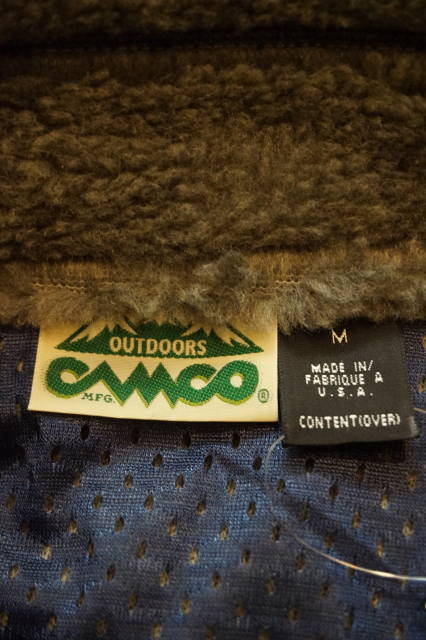 OUTDOORS
CAMCO
MFG. ®
M
MADE IN/
FABRIQUE A
U.S.A.
CONTENT(OVER)